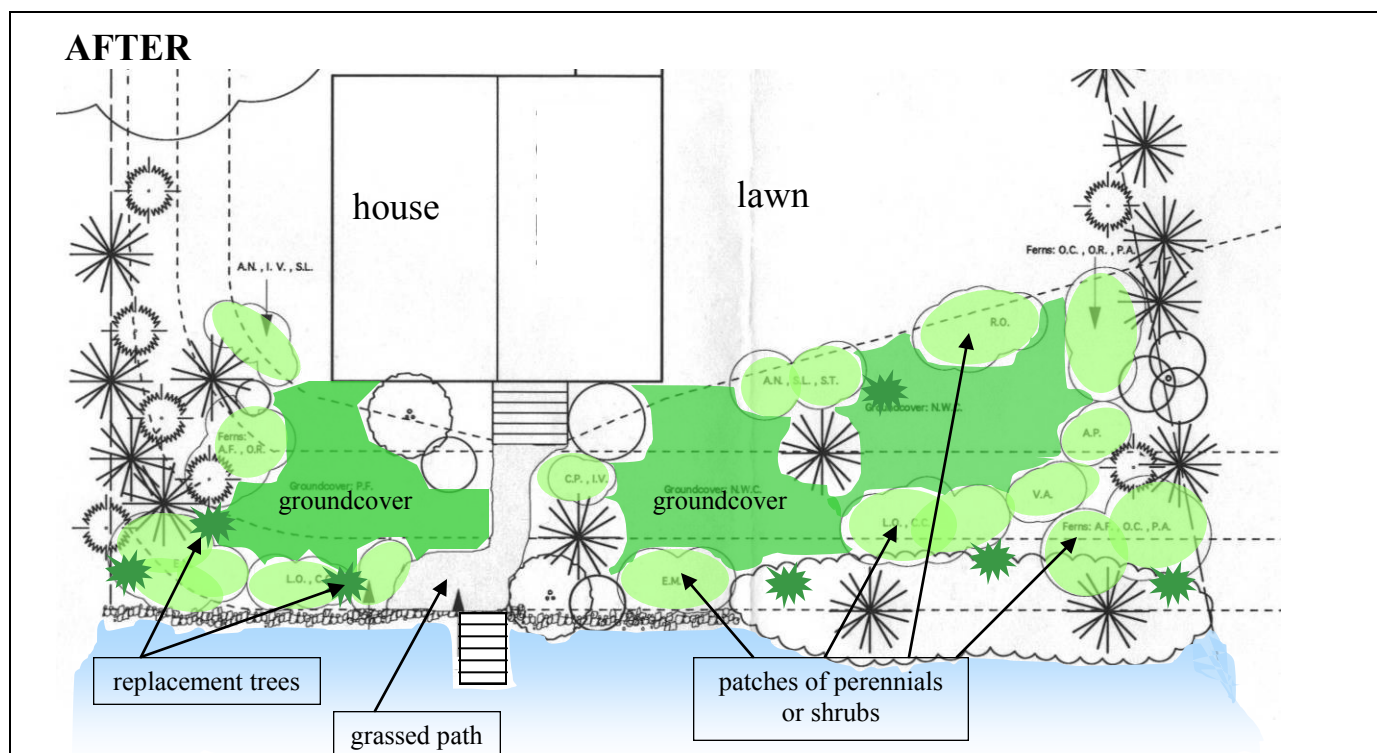 AFTER
house
lawn
Ferns: O.C. , O.R. , P.A.
A.N. , I. V. , S.L.
R.O.
A.N. , S.L. , S.T.
Groundcover: N.W.C.
Ferns:
A.F. , O.R.
A.P.
C.P. , I.V.
Groundcover: P.F.
groundcover
Groundcover: N.W.C.
groundcover
V.A.
L.O. , C.C.
Ferns: A.F. , O.C. , P.A.
L.O. , C.
E.M.
replacement trees
grassed path
patches of perennials
or shrubs